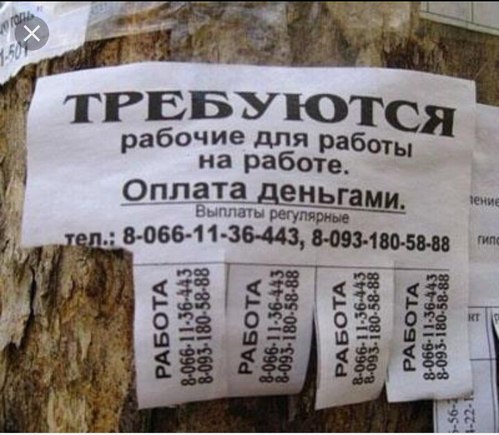 ТРЕБУЮТСЯ
рабочие для работы
на работе.
Оплата деньгами.
Выплаты регулярные
тел.: 8-066-11-36-443, 8-093-180-58-88
РАБОТА
8-066-11-36-443
8-093-180-58-88
РАБОТА
8-066-11-36-443
8-093-180-58-88
РАБОТА
8-066-11-36-443
8-093-180-58-88
РАБОТА
8-066-11-36-443
8-093-180-58-88